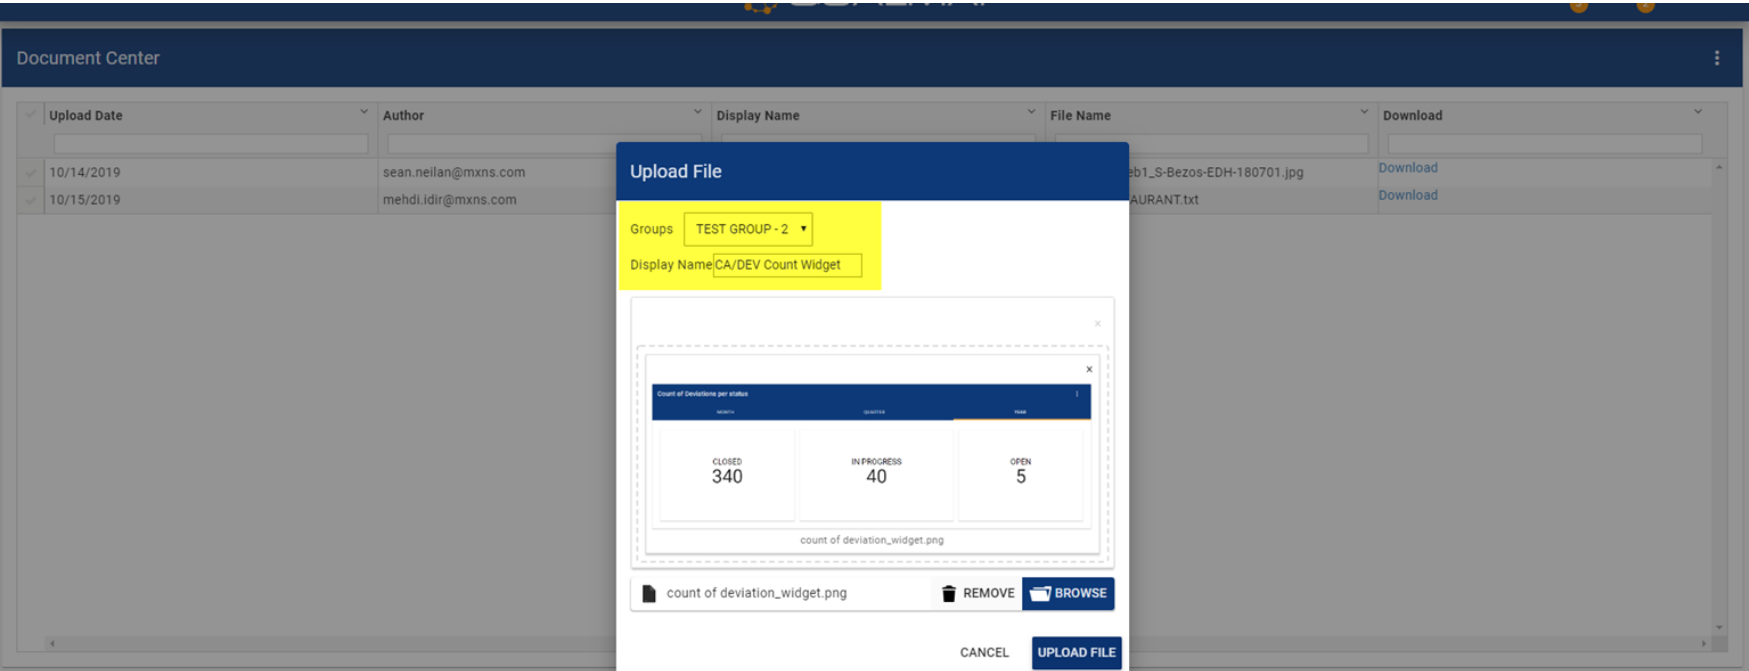 Document Center
Upload Date Author Display Name File Name Download
10/14/2019 sean.neilan@mxns.com eb1_S-Bezos-EDH-180701.jpg Download
10/15/2019 mehdi.idir@mxns.com AURANT.txt Download
Upload File
Groups TEST GROUP - 2
Display Name CA/DEV Count Widget
Count of Deviations per status
MONTH QUARTER YEAR
CLOSED IN PROGRESS OPEN
340 40 5
count of deviation_widget.png
count of deviation_widget.png REMOVE BROWSE
CANCEL UPLOAD FILE